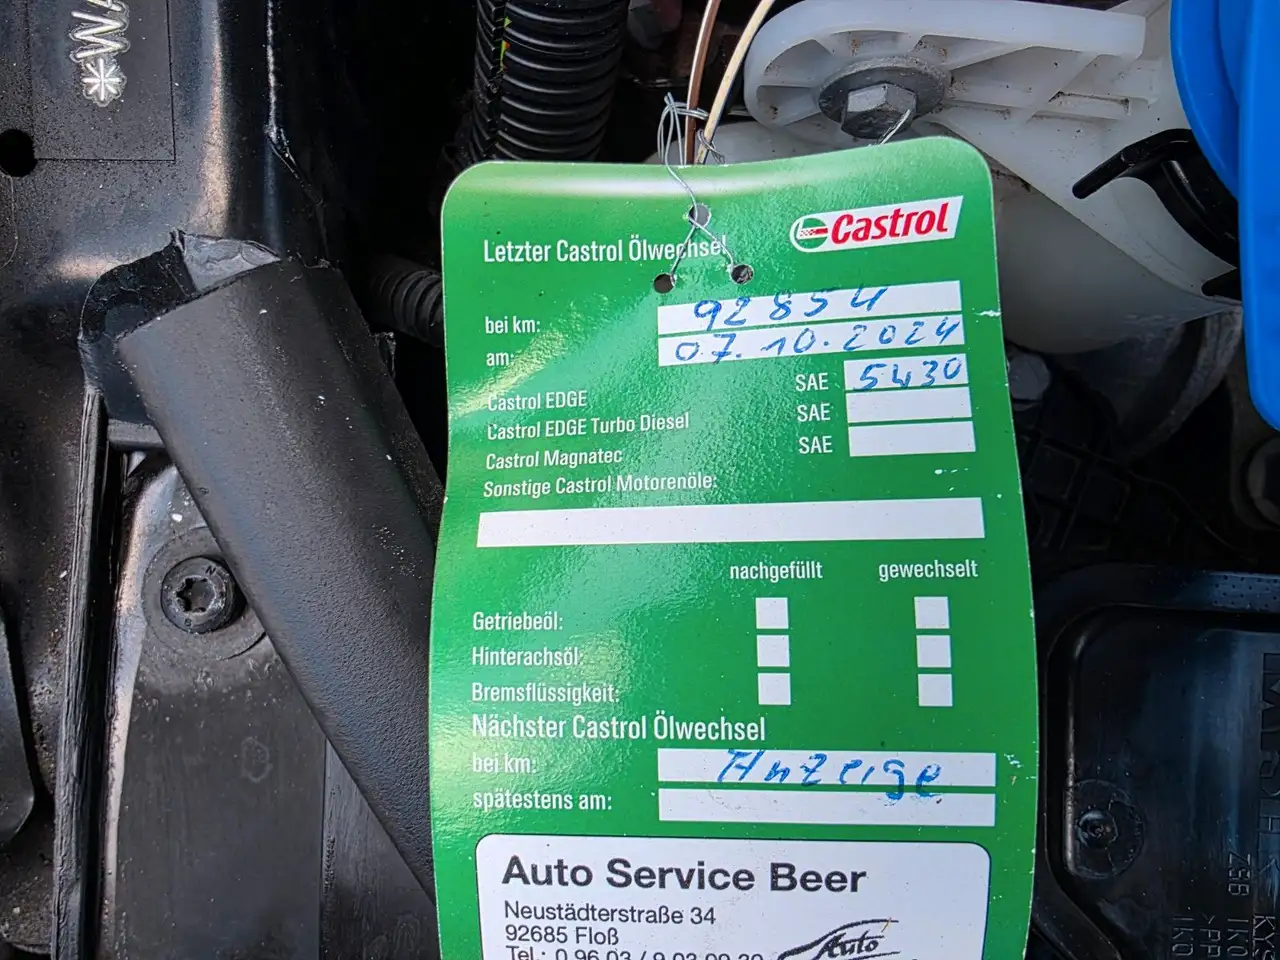 Castrol
Letzter Castrol Ölwechsel
bei km: 92854
am: 07.10.2024
Castrol EDGE SAE 5W30
Castrol EDGE Turbo Diesel SAE
Castrol Magnatec SAE
Sonstige Castrol Motorenöle:
nachgefüllt gewechselt
Getriebeöl:
Hinterachsöl:
Bremsflüssigkeit:
Nächster Castrol Ölwechsel
bei km: Anzeige
spätestens am:
Auto Service Beer
Neustädterstraße 34
92685 Floß
Auto